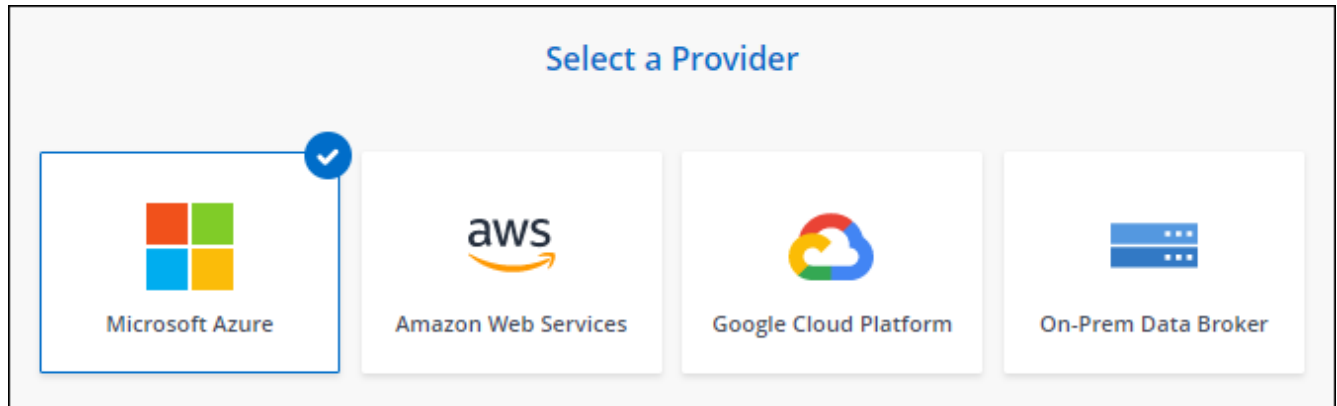 Select a Provider
aws
Microsoft Azure
Amazon Web Services
Google Cloud Platform
On-Prem Data Broker